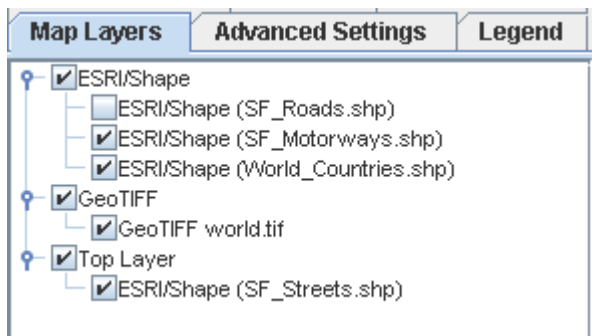 Map Layers Advanced Settings Legend
ESRI/Shape
ESRI/Shape (SF_Roads.shp)
ESRI/Shape (SF_Motorways.shp)
ESRI/Shape (World_Countries.shp)
GeoTIFF
GeoTIFF world.tif
Top Layer
ESRI/Shape (SF_Streets.shp)